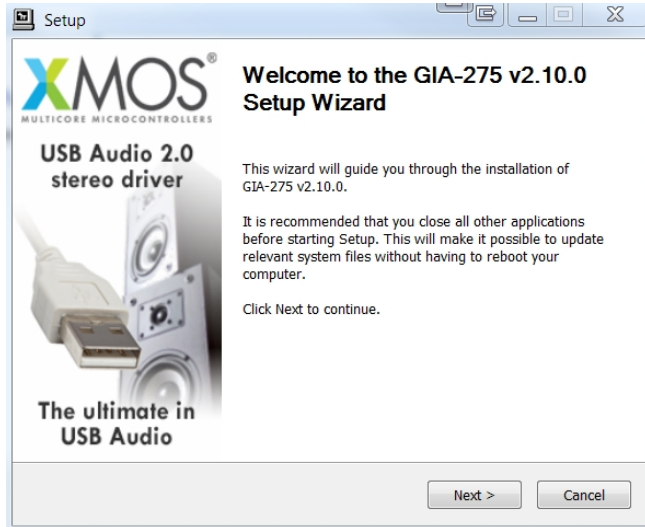 Setup
XMOS®
MULTICORE MICROCONTROLLERS
USB Audio 2.0
stereo driver
The ultimate in
USB Audio
Welcome to the GIA-275 v2.10.0
Setup Wizard
This wizard will guide you through the installation of
GIA-275 v2.10.0.
It is recommended that you close all other applications
before starting Setup. This will make it possible to update
relevant system files without having to reboot your
computer.
Click Next to continue.
Next >
Cancel